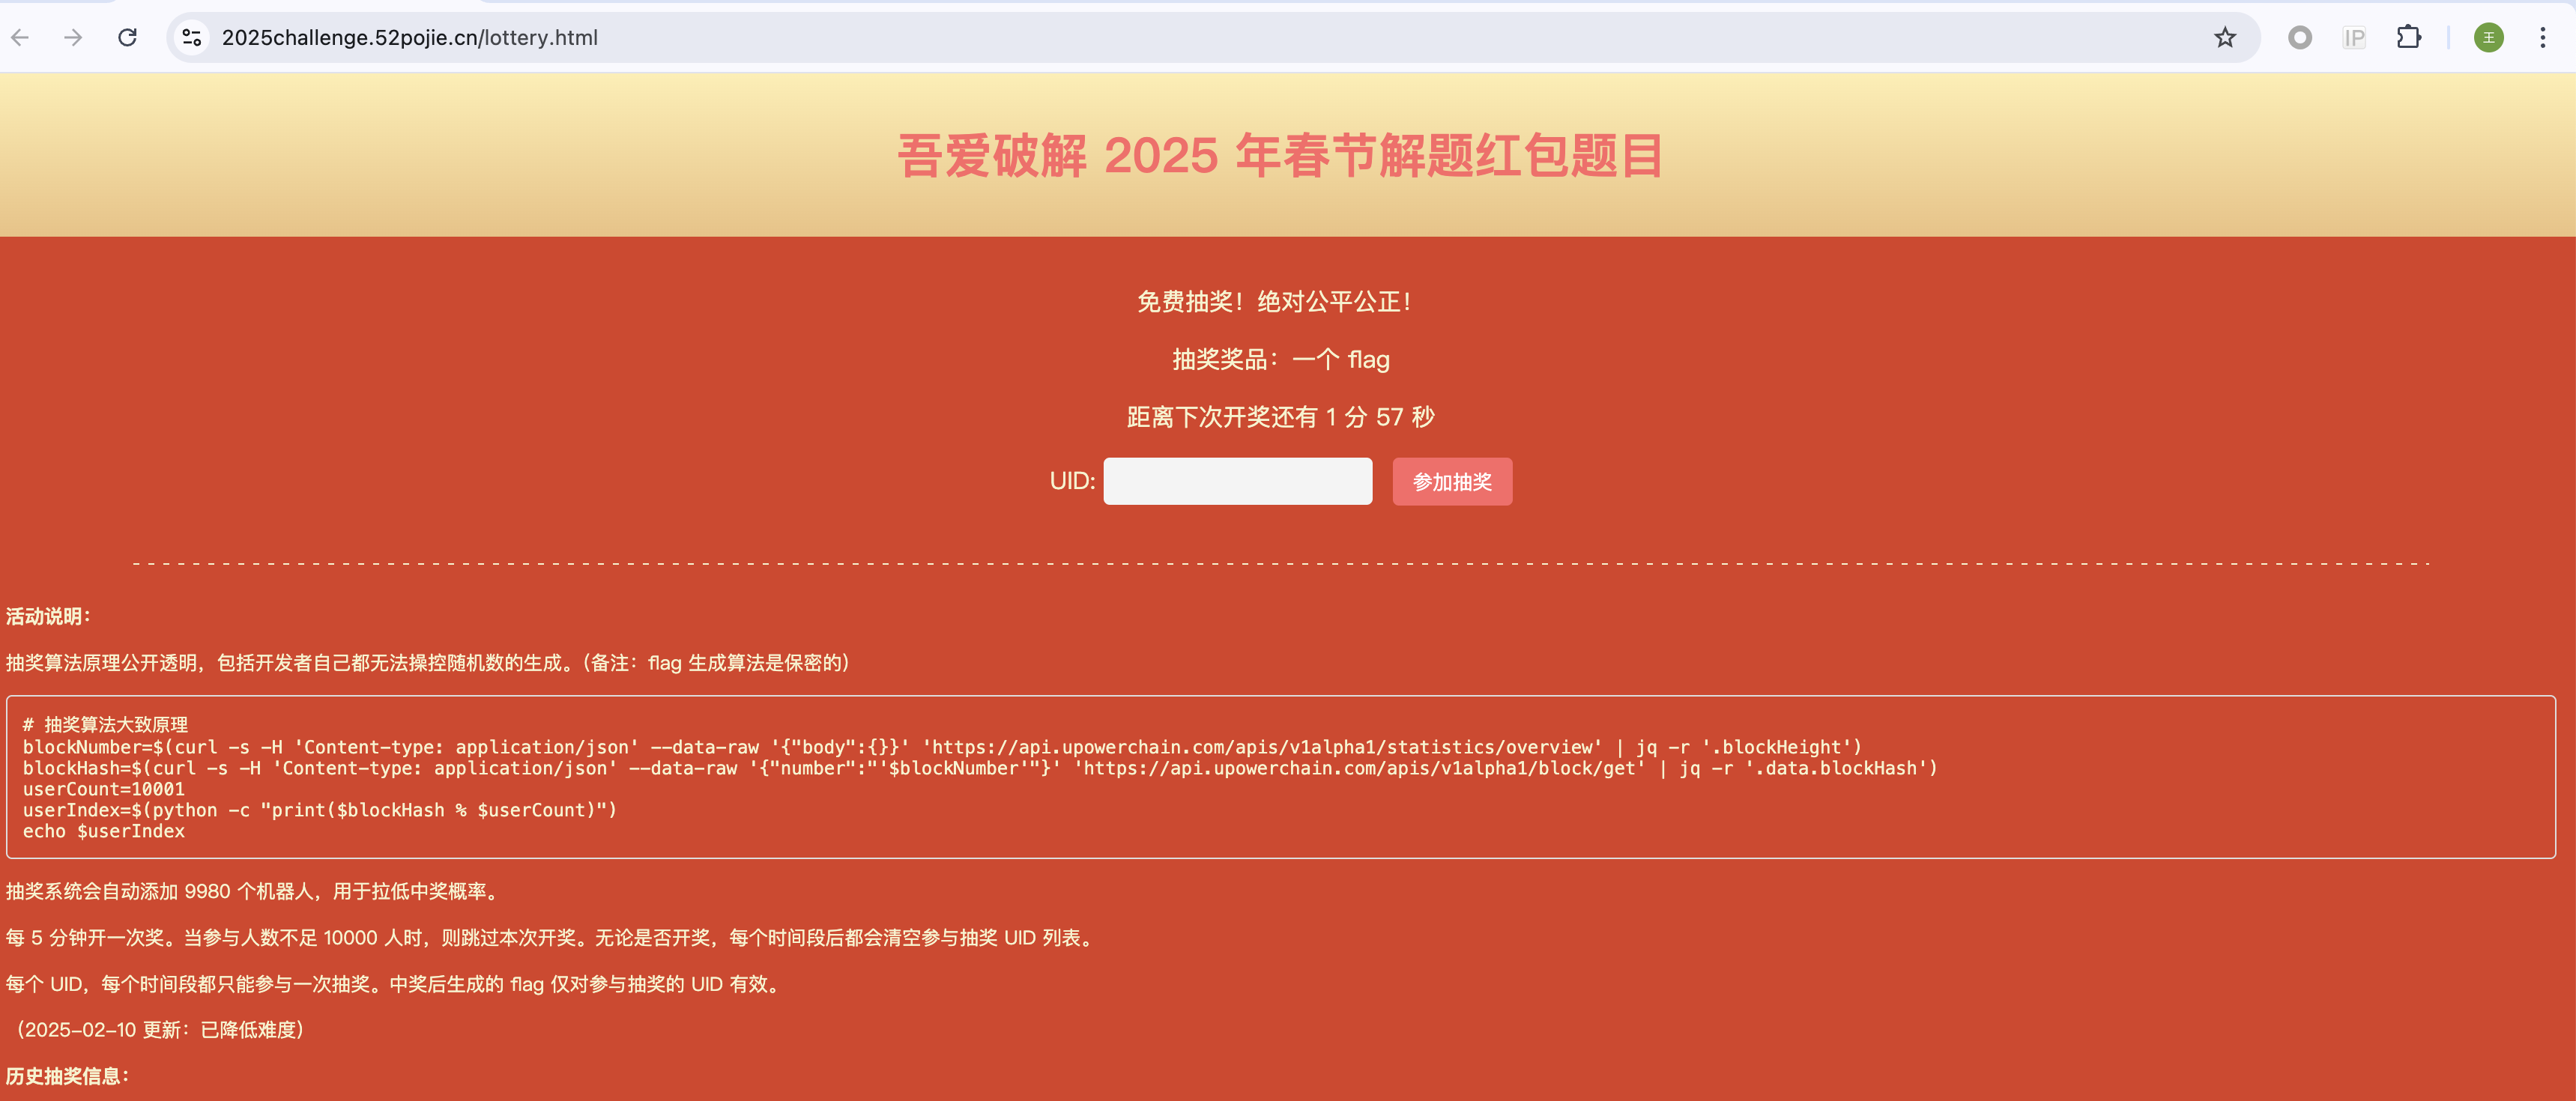 2025challenge.52pojie.cn/lottery.html
IP
王
吾爱破解 2025 年春节解题红包题目
免费抽奖！绝对公平公正！
抽奖奖品：一个 flag
距离下次开奖还有 1 分 57 秒
UID:
参加抽奖
活动说明：
抽奖算法原理公开透明，包括开发者自己都无法操控随机数的生成。（备注：flag 生成算法是保密的）
# 抽奖算法大致原理
blockNumber=$(curl -s -H 'Content-type: application/json' --data-raw '{"body":{}}' 'https://api.upowerchain.com/apis/v1alpha1/statistics/overview' | jq -r '.blockHeight')
blockHash=$(curl -s -H 'Content-type: application/json' --data-raw '{"number":"'$blockNumber'"}' 'https://api.upowerchain.com/apis/v1alpha1/block/get' | jq -r '.data.blockHash')
userCount=10001
userIndex=$(python -c "print($blockHash % $userCount)")
echo $userIndex
抽奖系统会自动添加 9980 个机器人，用于拉低中奖概率。
每 5 分钟开一次奖。当参与人数不足 10000 人时，则跳过本次开奖。无论是否开奖，每个时间段后都会清空参与抽奖 UID 列表。
每个 UID，每个时间段都只能参与一次抽奖。中奖后生成的 flag 仅对参与抽奖的 UID 有效。
（2025-02-10 更新：已降低难度）
历史抽奖信息：